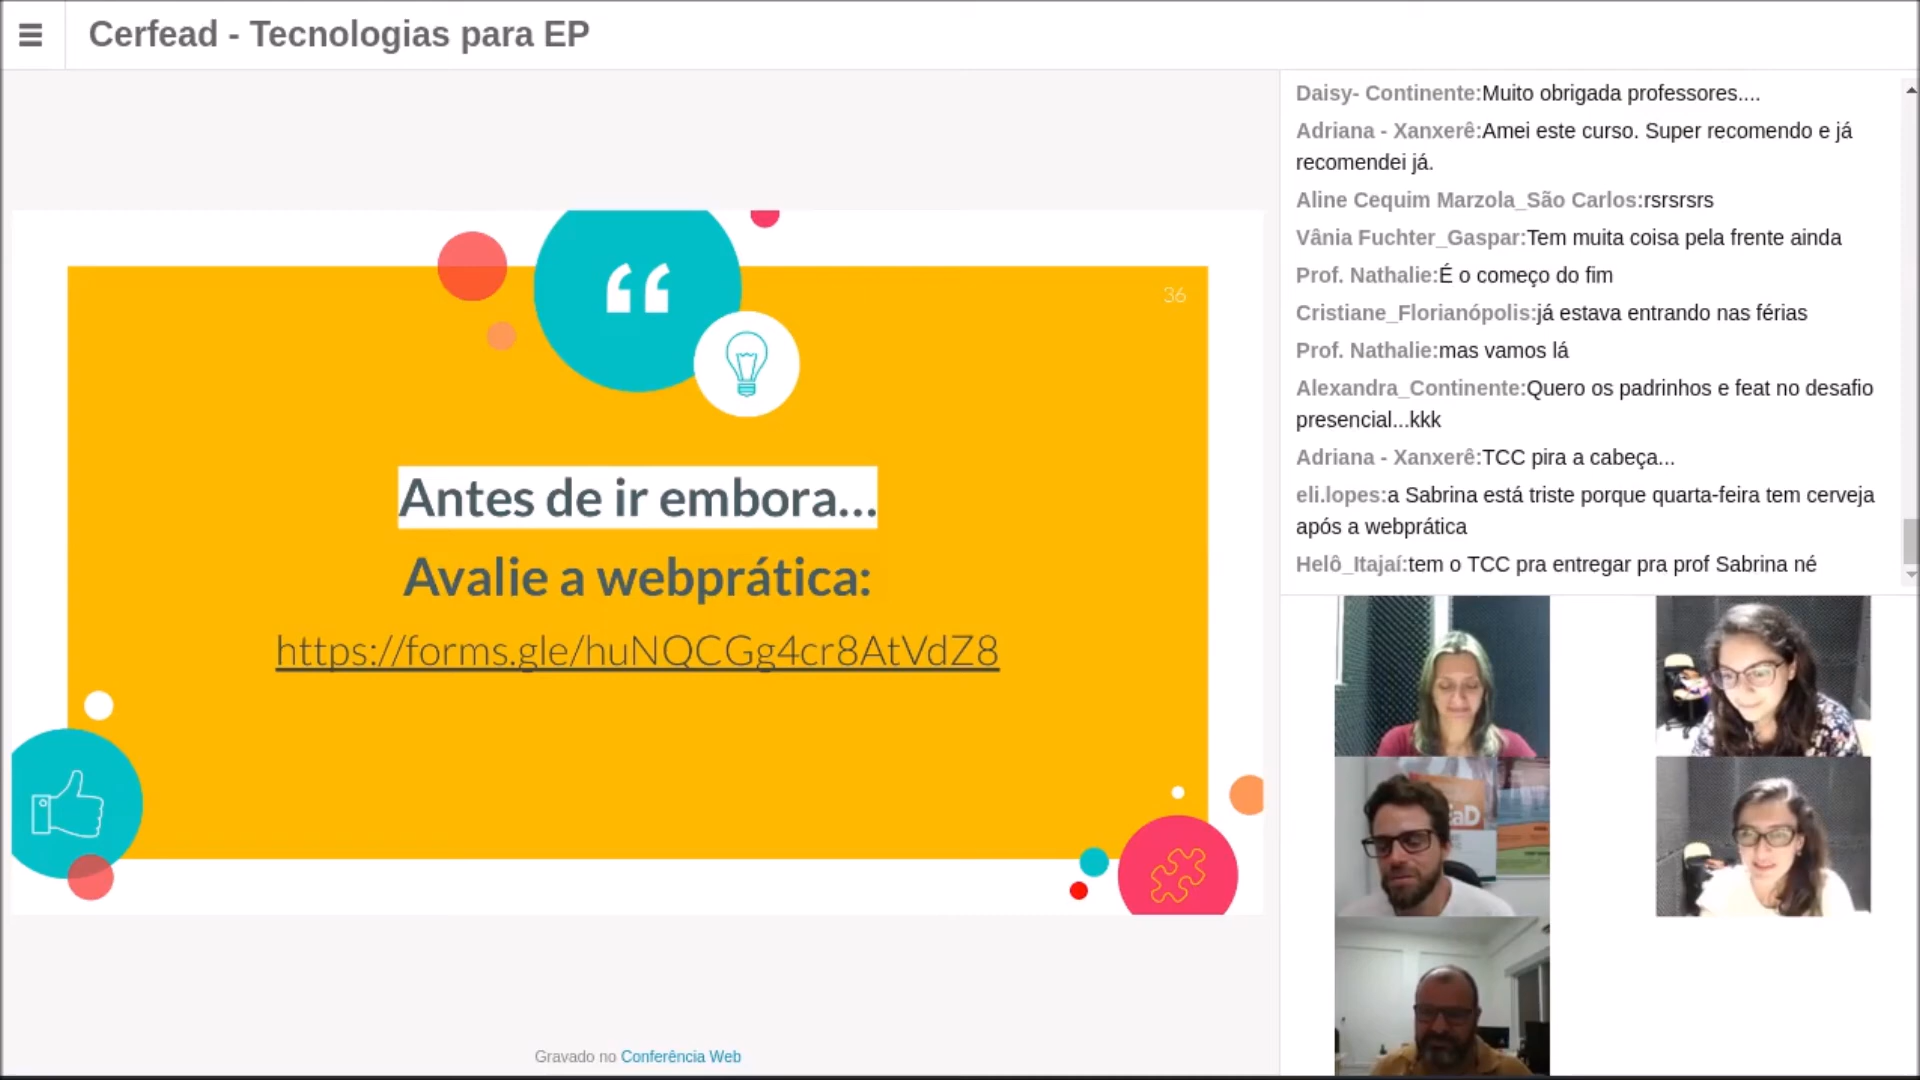 Cerfead - Tecnologias para EP
36
Antes de ir embora...
Avalie a webprática:
https://forms.gle/huNQCGg4cr8AtVdZ8
Gravado no Conferência Web
Daisy- Continente:Muito obrigada professores....
Adriana - Xanxerê:Amei este curso. Super recomendo e já
recomendei já.
Aline Cequim Marzola_São Carlos:rsrsrsrs
Vânia Fuchter_Gaspar:Tem muita coisa pela frente ainda
Prof. Nathalie:É o começo do fim
Cristiane_Florianópolis:já estava entrando nas férias
Prof. Nathalie:mas vamos lá
Alexandra_Continente:Quero os padrinhos e feat no desafio
presencial...kkk
Adriana - Xanxerê:TCC pira a cabeça...
eli.lopes:a Sabrina está triste porque quarta-feira tem cerveja
após a webprática
Helô_Itajaí:tem o TCC pra entregar pra prof Sabrina né
aD